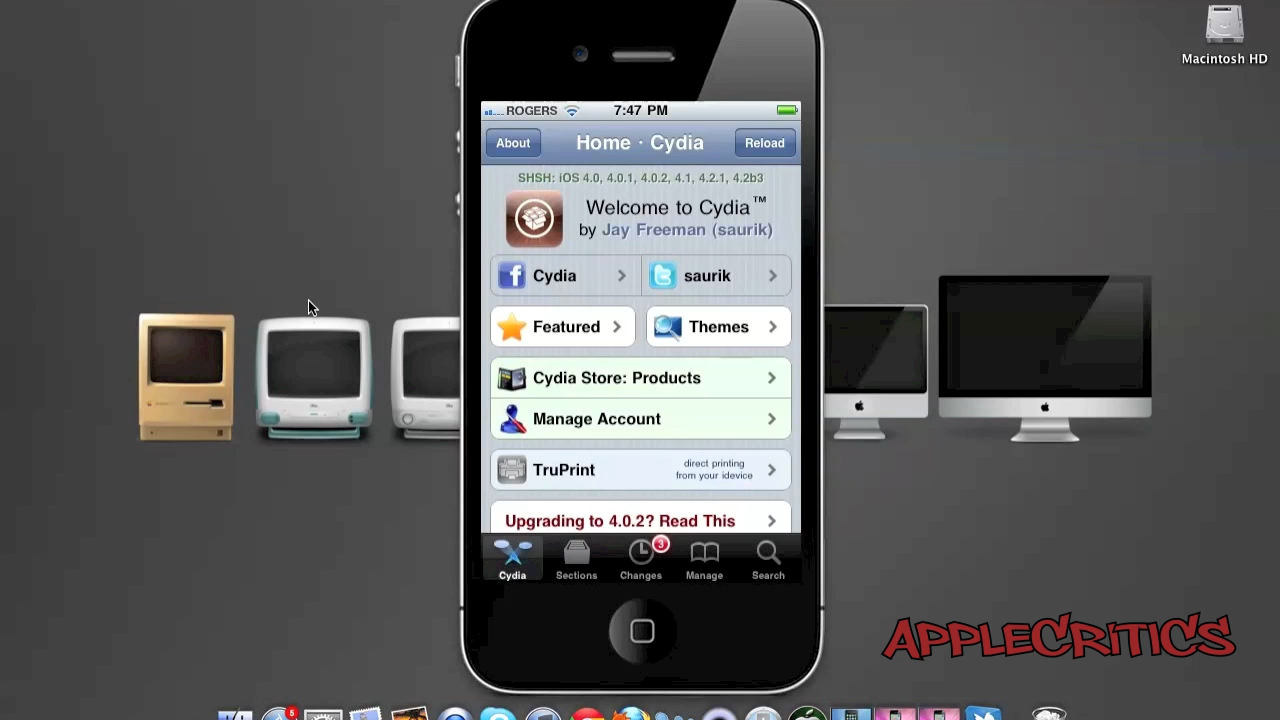 Macintosh HD
ROGERS 7:47 PM
About Home · Cydia Reload
SHSH: iOS 4.0, 4.0.1, 4.0.2, 4.1, 4.2.1, 4.2b3
Welcome to Cydia™
by Jay Freeman (saurik)
Cydia saurik
Featured Themes
Cydia Store: Products
Manage Account
TruPrint direct printing
from your idevice
Upgrading to 4.0.2? Read This
3
Cydia Sections Changes Manage Search
APPLECRITICS
5